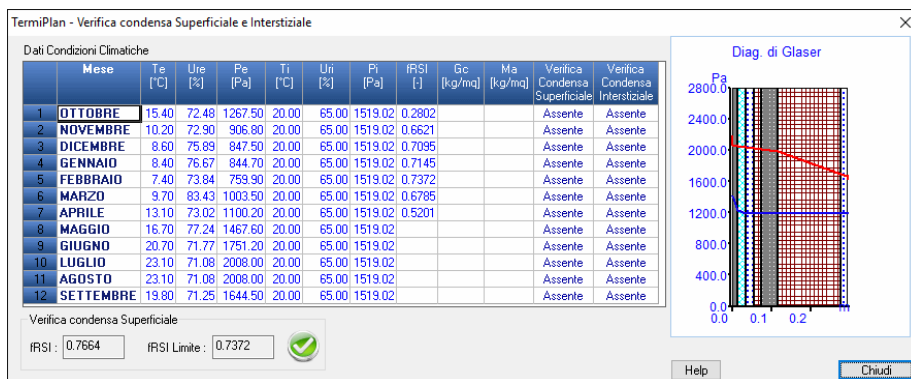 TermiPlan - Verifica condensa Superficiale e Interstiziale
Dati Condizioni Climatiche
Mese Te [°C] Ure [%] Pe [Pa] Ti [°C] Uri [%] Pi [Pa] fRSI [-] Gc [kg/mq] Ma [kg/mq] Verifica Condensa Superficiale Verifica Condensa Interstiziale
1 OTTOBRE 15.40 72.48 1267.50 20.00 65.00 1519.02 0.2802 Assente Assente
2 NOVEMBRE 10.20 72.90 906.80 20.00 65.00 1519.02 0.6621 Assente Assente
3 DICEMBRE 8.60 75.89 847.50 20.00 65.00 1519.02 0.7095 Assente Assente
4 GENNAIO 8.40 76.67 844.70 20.00 65.00 1519.02 0.7145 Assente Assente
5 FEBBRAIO 7.40 73.84 759.90 20.00 65.00 1519.02 0.7372 Assente Assente
6 MARZO 9.70 83.43 1003.50 20.00 65.00 1519.02 0.6785 Assente Assente
7 APRILE 13.10 73.02 1100.20 20.00 65.00 1519.02 0.5201 Assente Assente
8 MAGGIO 16.70 77.24 1467.60 20.00 65.00 1519.02 Assente Assente
9 GIUGNO 20.70 71.77 1751.20 20.00 65.00 1519.02 Assente Assente
10 LUGLIO 23.10 71.08 2008.00 20.00 65.00 1519.02 Assente Assente
11 AGOSTO 23.10 71.08 2008.00 20.00 65.00 1519.02 Assente Assente
12 SETTEMBRE 19.80 71.25 1644.50 20.00 65.00 1519.02 Assente Assente
Verifica condensa Superficiale
fRSI : 0.7664 fRSI Limite : 0.7372
Diag. di Glaser
Pa
2800.0
2400.0
2000.0
1600.0
1200.0
800.0
400.0
0.0
0.0 0.1 0.2 m
Help Chiudi